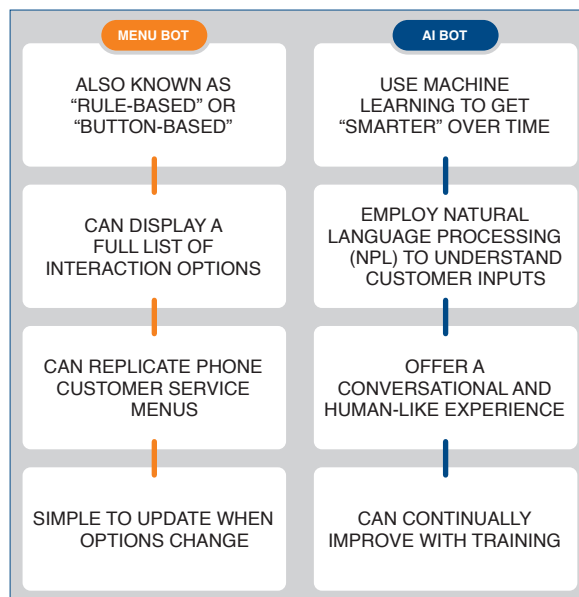 MENU BOT
ALSO KNOWN AS
“RULE-BASED” OR
“BUTTON-BASED”
CAN DISPLAY A
FULL LIST OF
INTERACTION OPTIONS
CAN REPLICATE PHONE
CUSTOMER SERVICE
MENUS
SIMPLE TO UPDATE WHEN
OPTIONS CHANGE
AI BOT
USE MACHINE
LEARNING TO GET
“SMARTER” OVER TIME
EMPLOY NATURAL
LANGUAGE PROCESSING
(NPL) TO UNDERSTAND
CUSTOMER INPUTS
OFFER A
CONVERSATIONAL AND
HUMAN-LIKE EXPERIENCE
CAN CONTINUALLY
IMPROVE WITH TRAINING